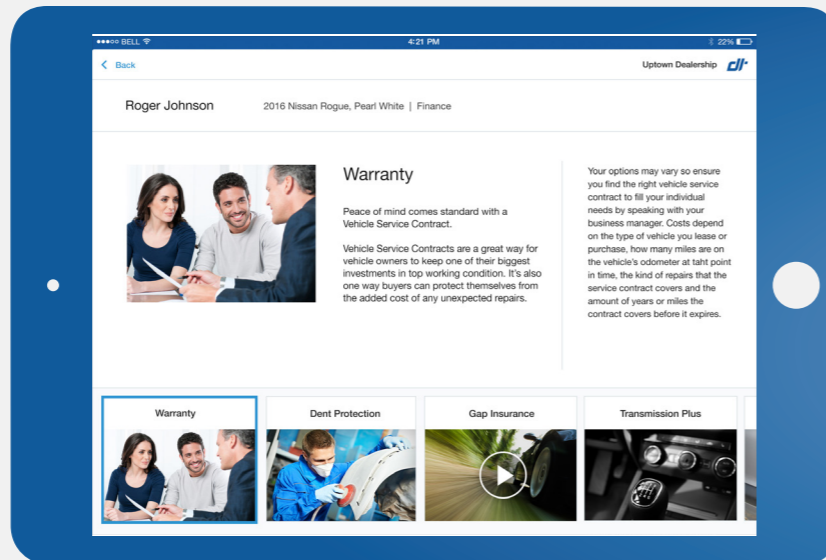 BELL 4:21 PM 22%
Back Uptown Dealership dlr
Roger Johnson 2016 Nissan Rogue, Pearl White | Finance
Warranty
Peace of mind comes standard with a
Vehicle Service Contract.
Vehicle Service Contracts are a great way for
vehicle owners to keep one of their biggest
investments in top working condition. It's also
one way buyers can protect themselves from
the added cost of any unexpected repairs.
Your options may vary so ensure
you find the right vehicle service
contract to fill your individual
needs by speaking with your
business manager. Costs depend
on the type of vehicle you lease or
purchase, how many miles are on
the vehicle's odometer at taht point
in time, the kind of repairs that the
service contract covers and the
amount of years or miles the
contract covers before it expires.
Warranty Dent Protection Gap Insurance Transmission Plus